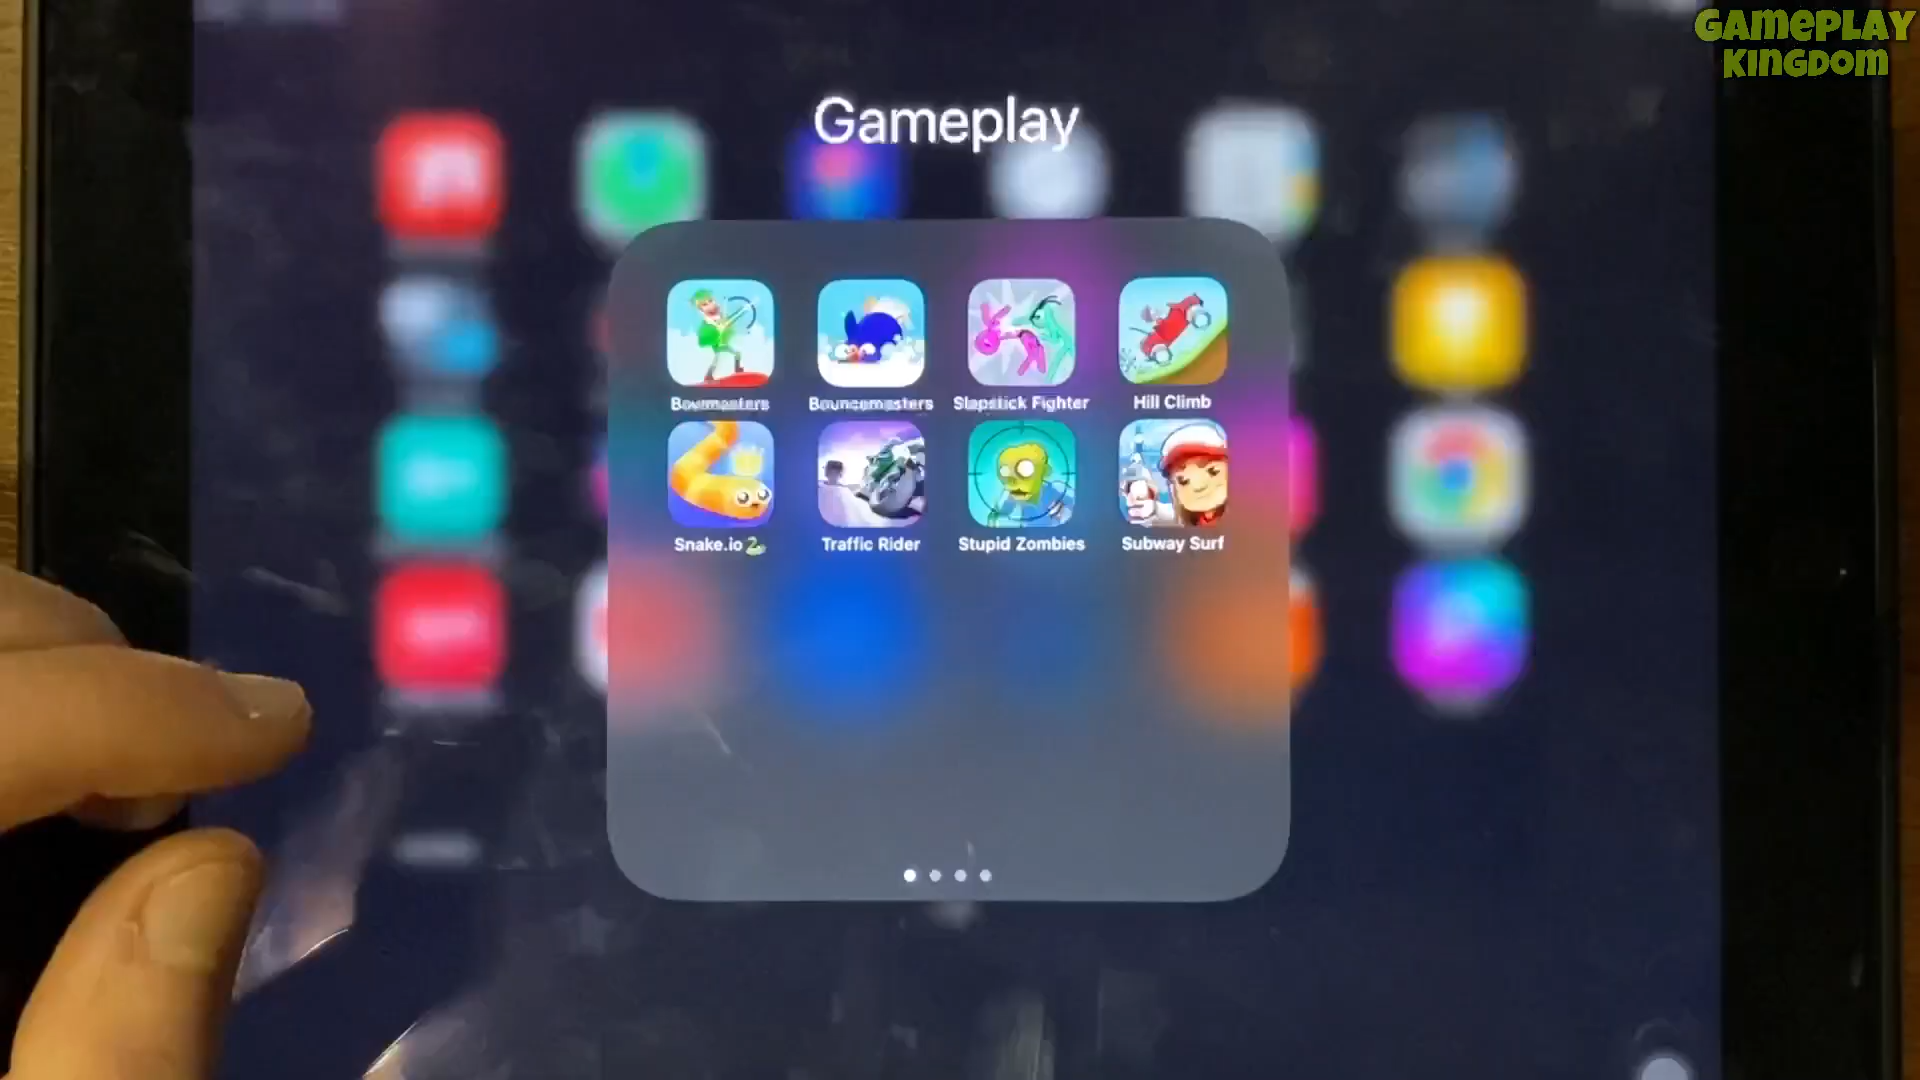 GAMEPLAY
KINGDOM
Gameplay
Bowmasters
Bouncemasters
Slapstick Fighter
Hill Climb
Snake.io🐍
Traffic Rider
Stupid Zombies
Subway Surf